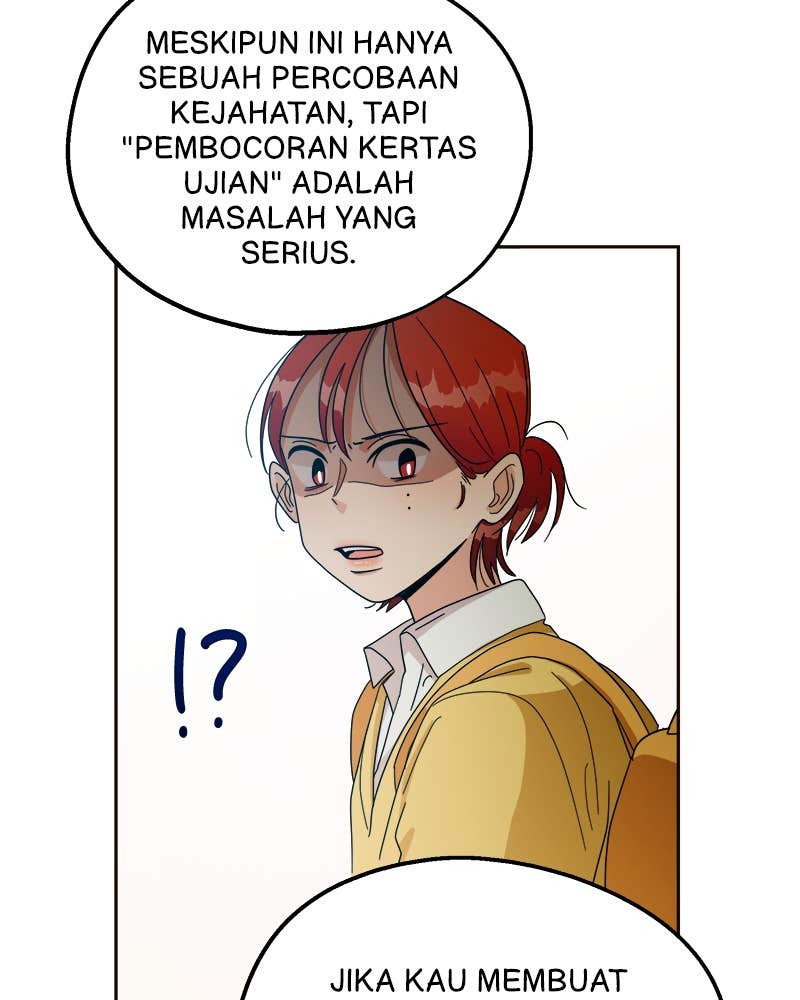 MESKIPUN INI HANYA
SEBUAH PERCOBAAN
KEJAHATAN, TAPI
"PEMBOCORAN KERTAS
UJIAN" ADALAH
MASALAH YANG
SERIUS.
!?
JIKA KAU MEMBUAT